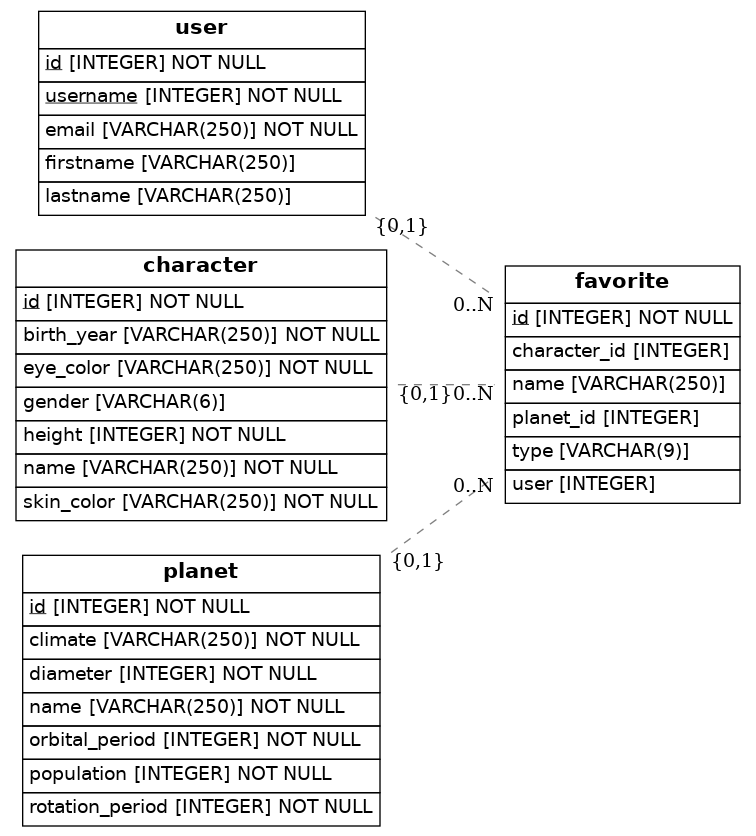 user
id [INTEGER] NOT NULL
username [INTEGER] NOT NULL
email [VARCHAR(250)] NOT NULL
firstname [VARCHAR(250)]
lastname [VARCHAR(250)]
{0,1}
0..N
character
id [INTEGER] NOT NULL
birth_year [VARCHAR(250)] NOT NULL
eye_color [VARCHAR(250)] NOT NULL
gender [VARCHAR(6)]
height [INTEGER] NOT NULL
name [VARCHAR(250)] NOT NULL
skin_color [VARCHAR(250)] NOT NULL
{0,1}
0..N
favorite
id [INTEGER] NOT NULL
character_id [INTEGER]
name [VARCHAR(250)]
planet_id [INTEGER]
type [VARCHAR(9)]
user [INTEGER]
0..N
{0,1}
planet
id [INTEGER] NOT NULL
climate [VARCHAR(250)] NOT NULL
diameter [INTEGER] NOT NULL
name [VARCHAR(250)] NOT NULL
orbital_period [INTEGER] NOT NULL
population [INTEGER] NOT NULL
rotation_period [INTEGER] NOT NULL